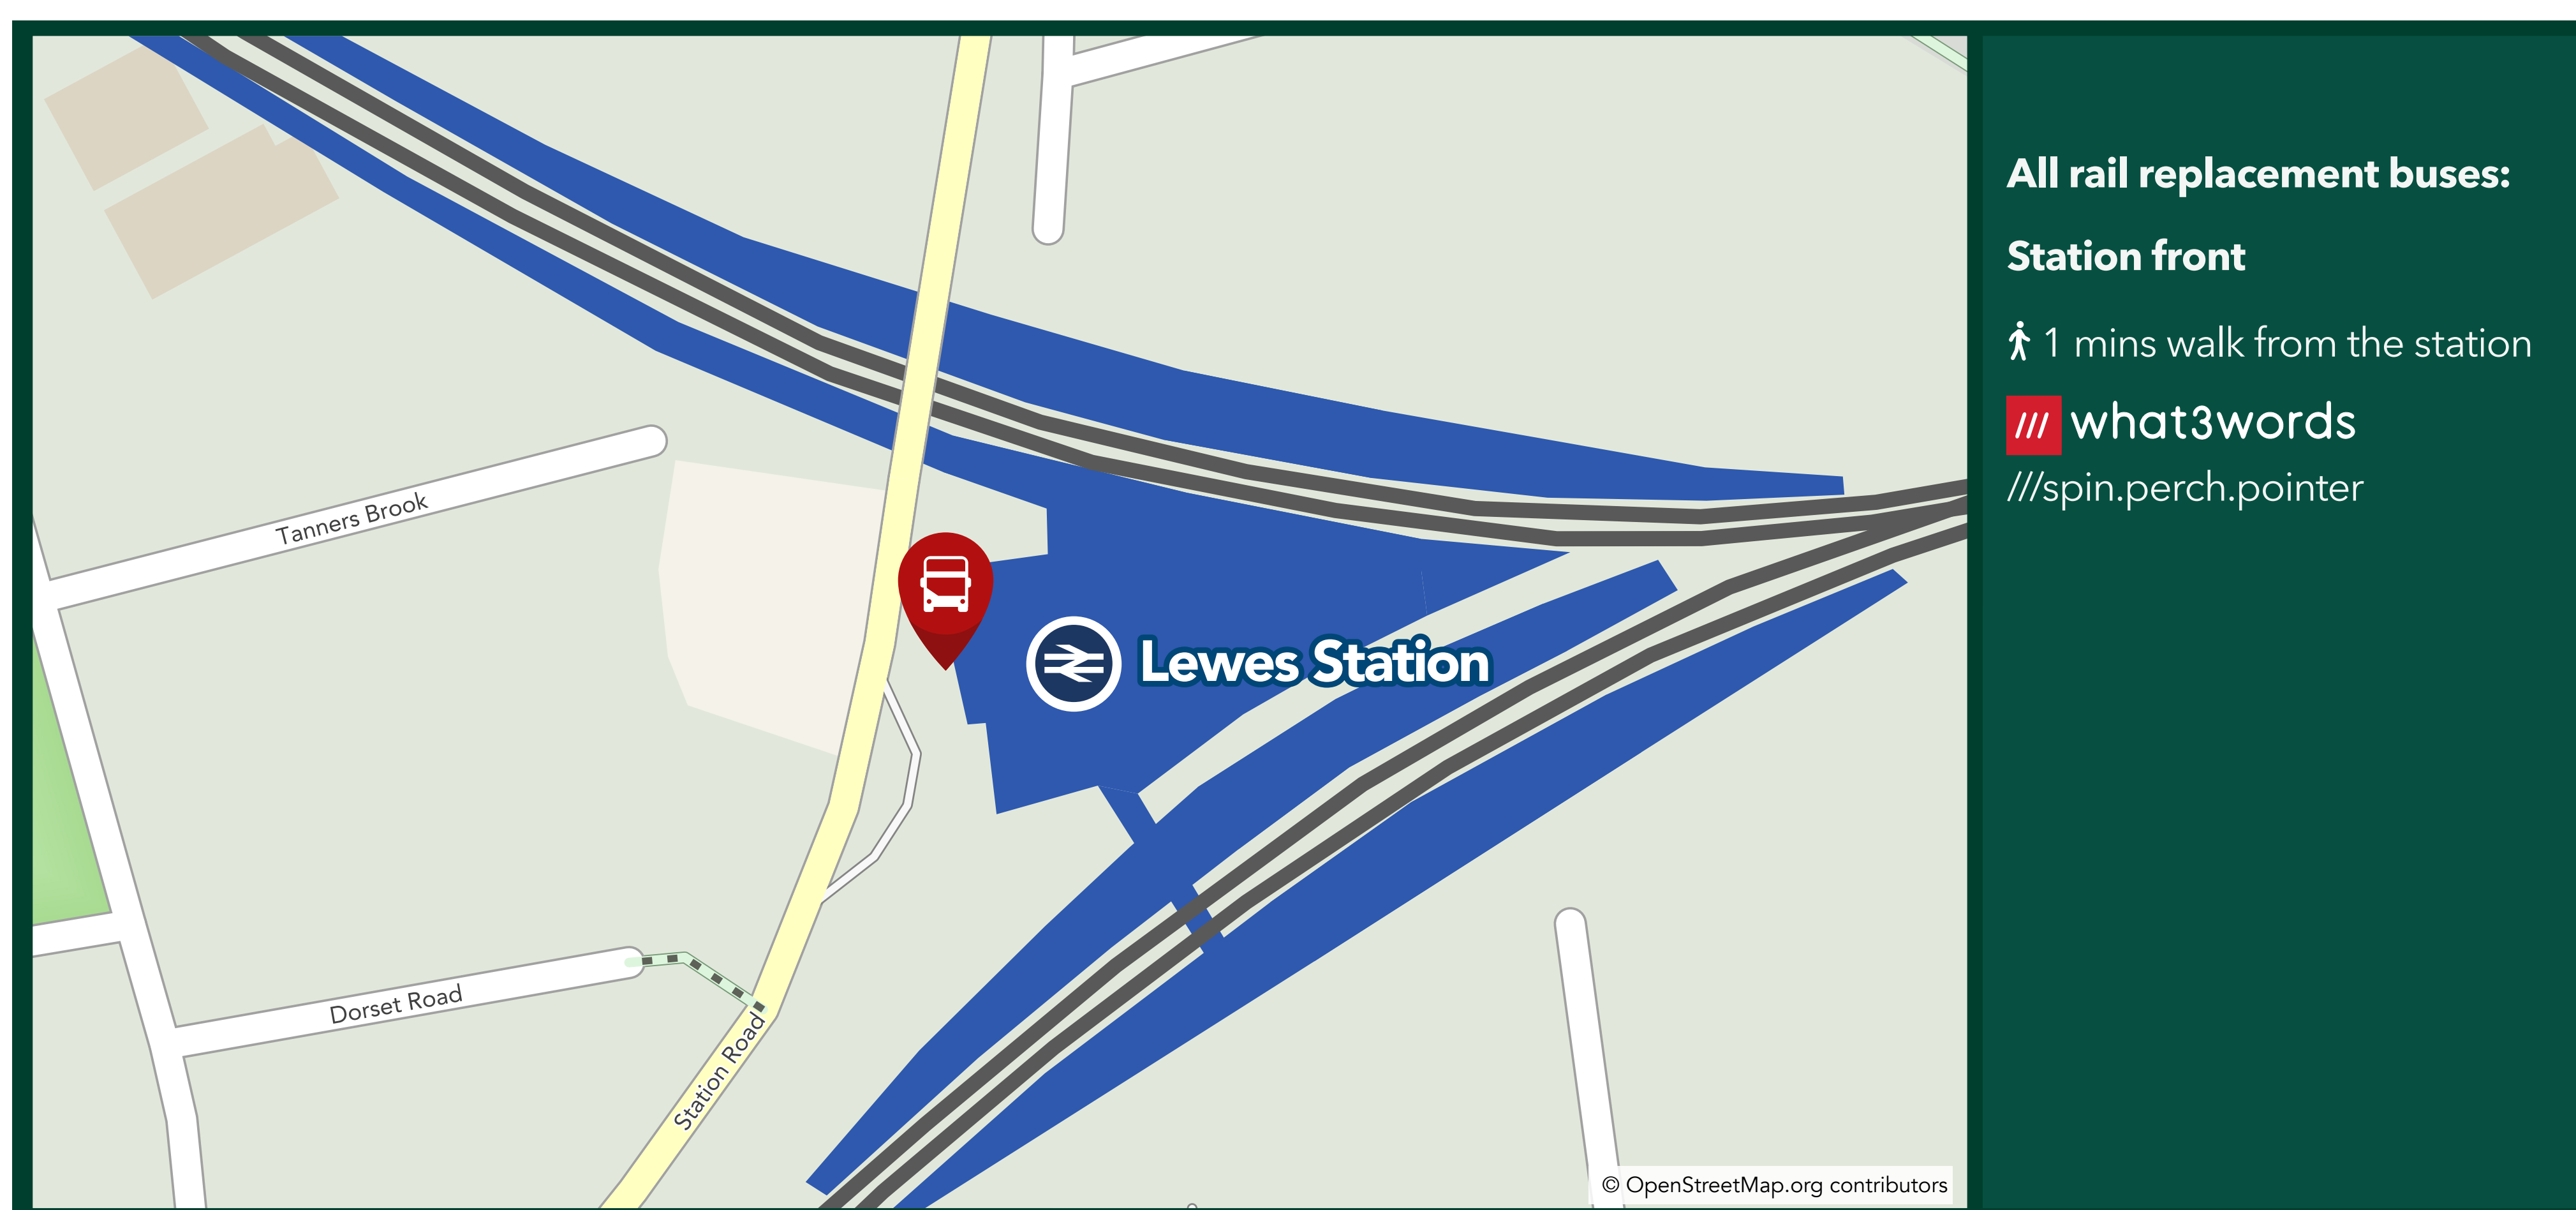 All rail replacement buses:
Station front
1 mins walk from the station
what3words
///spin.perch.pointer
Tanners Brook
Lewes Station
Dorset Road
Station Road
© OpenStreetMap.org contributors